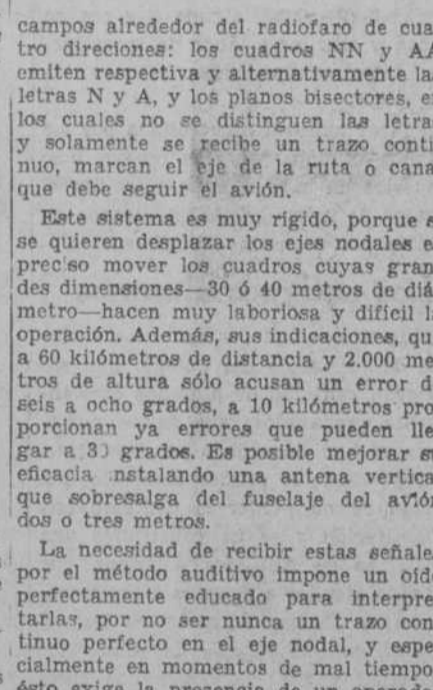 campos alrededor del radiofaro de cua
tro direciones: los cuadros NN y AA
emiten respectiva y alternativamente la
letras N y A, y los planos bisectores, e
los cuales no se distinguen las letra
y solamente se recibe un trazo conti
nuo, marcan el eje de la ruta o cana
que debe seguir el avión.
Este sistema es muy rigido, porque s
se quieren desplazar los ejes nodales e
preciso mover los cuadros cuyas gran
des dimensiones—30 ó 40 metros de diá
metro—hacen muy laboriosa y difícil l
operación. Además, sus indicaciones, qu
a 60 kilómetros de distancia y 2.000 me
tros de altura sólo acusan un error d
seis a ocho grados, a 10 kilómetros pro
porcionan ya errores que pueden lle
gar a 30 grados. Es posible mejorar s
eficacia instalando una antena vertica
que sobresalga del fuselaje del avión
dos o tres metros.
La necesidad de recibir estas señale
por el método auditivo impone un oíd
perfectamente educado para interpre
tarlas, por no ser nunca un trazo con
tinuo perfecto en el eje nodal, y espe
cialmente en momentos de mal tiempo
ésto exige la presencia de un